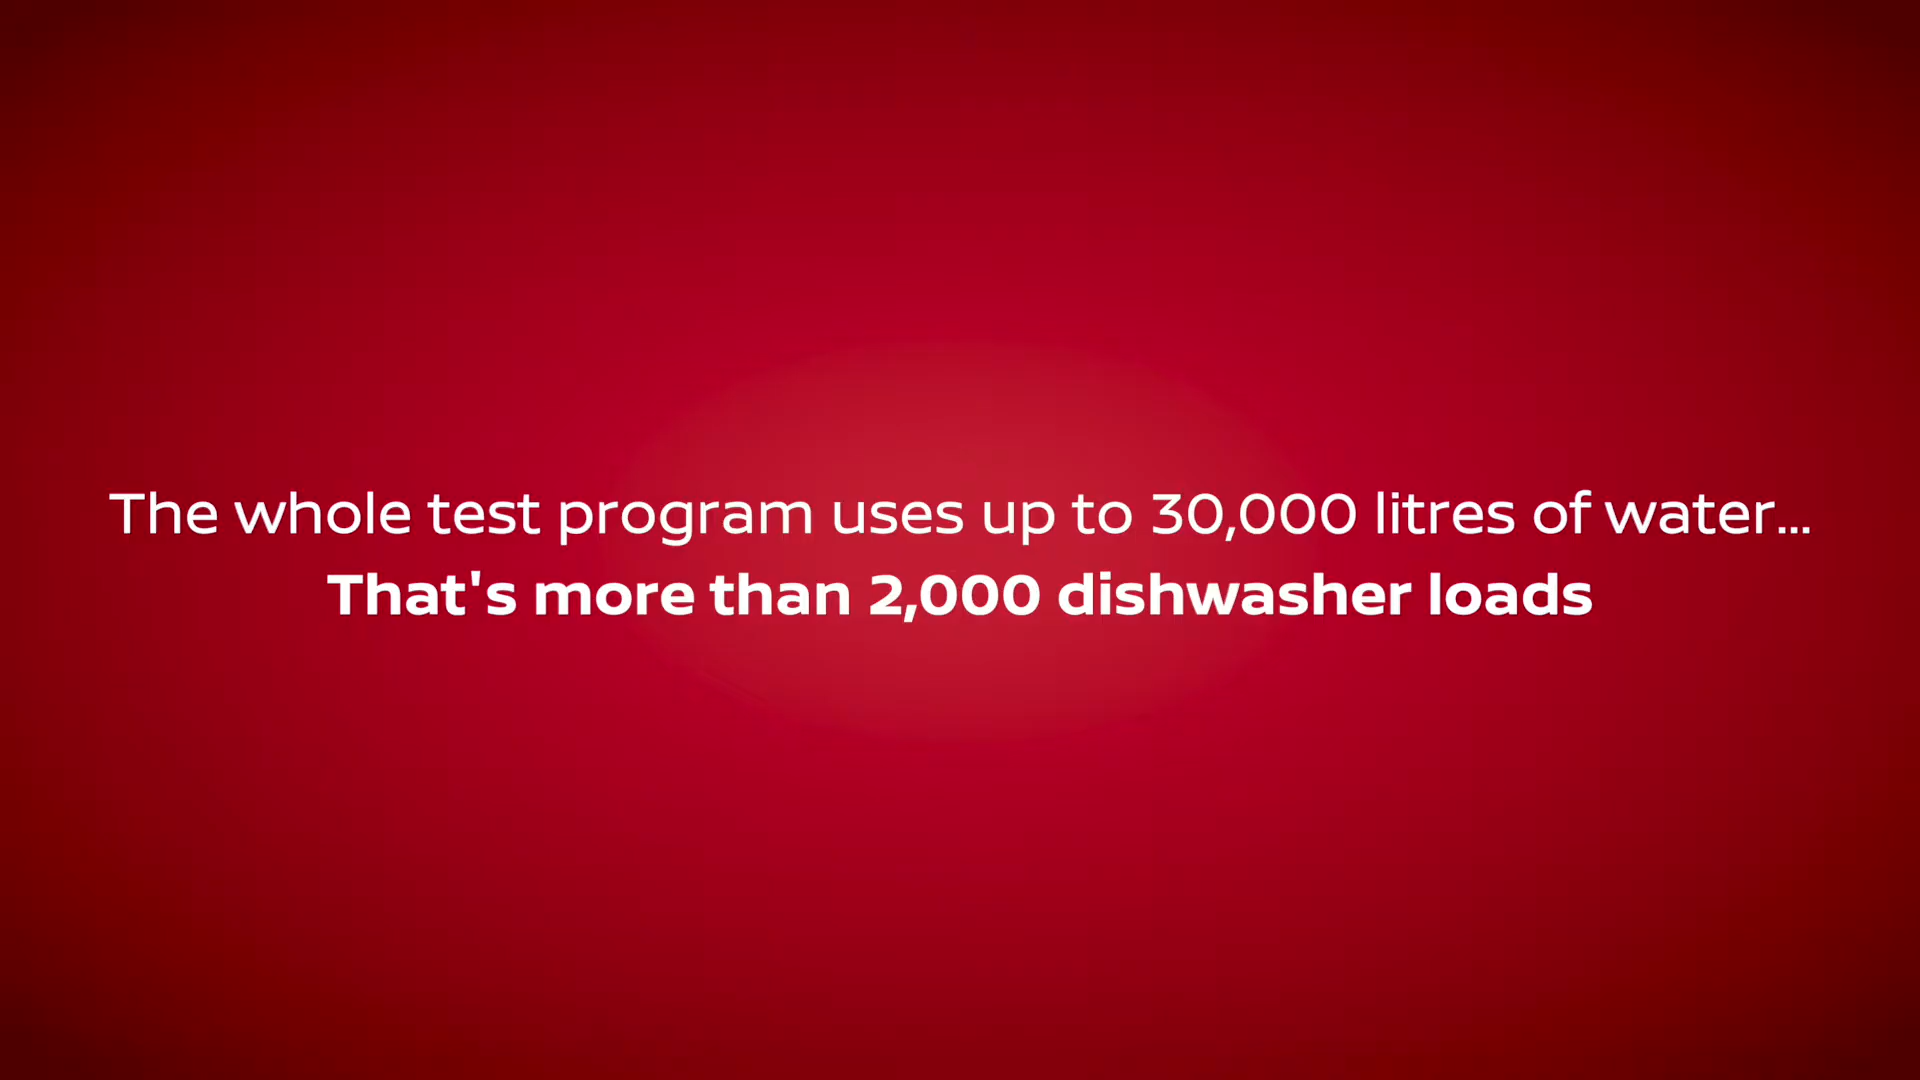 The whole test program uses up to 30,000 litres of water...
That's more than 2,000 dishwasher loads